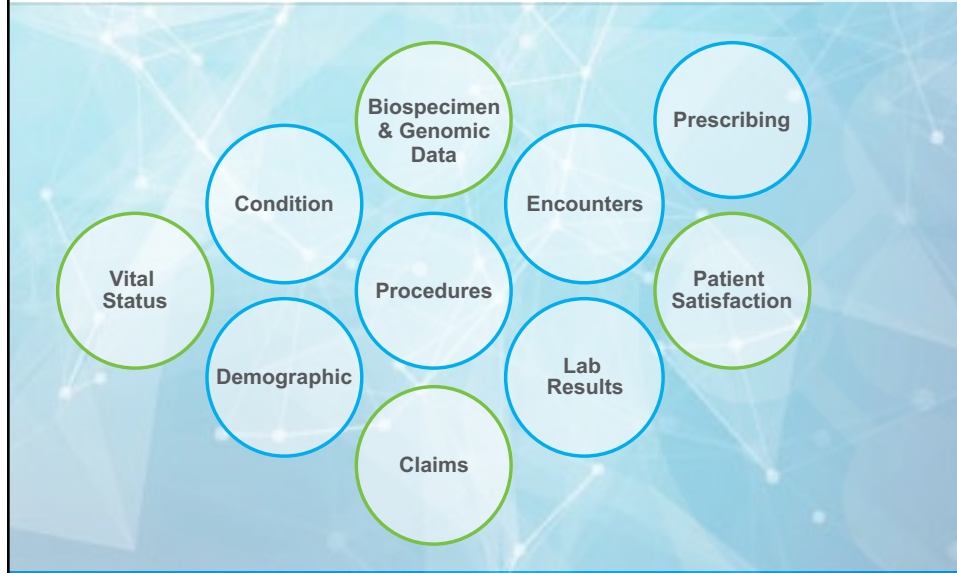 Biospecimen
& Genomic
Data
Prescribing
Condition
Encounters
Vital
Status
Procedures
Patient
Satisfaction
Demographic
Lab
Results
Claims